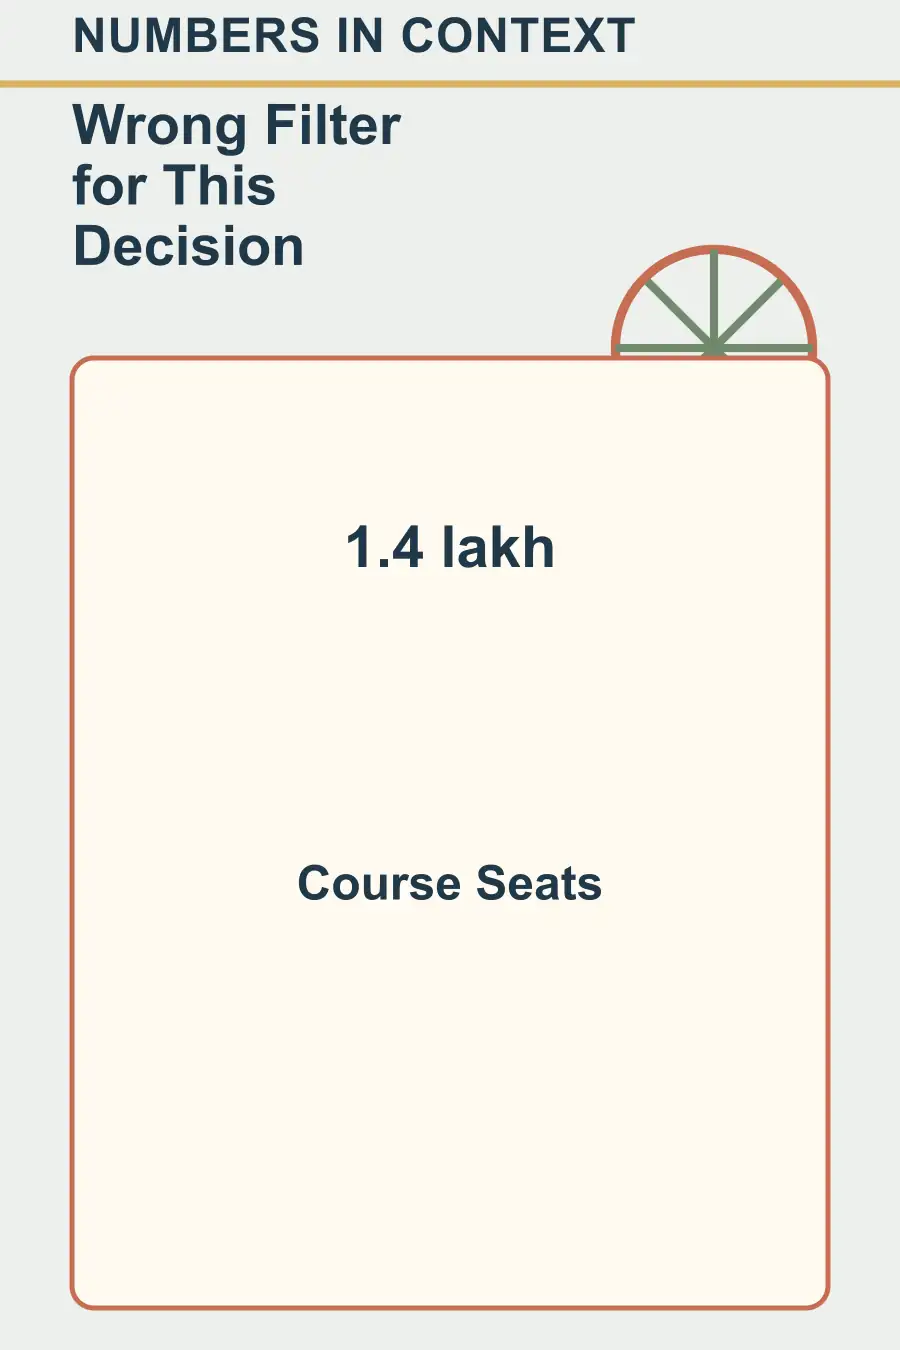 NUMBERS IN CONTEXT
Wrong Filter
for This
Decision
1.4 lakh
Course Seats